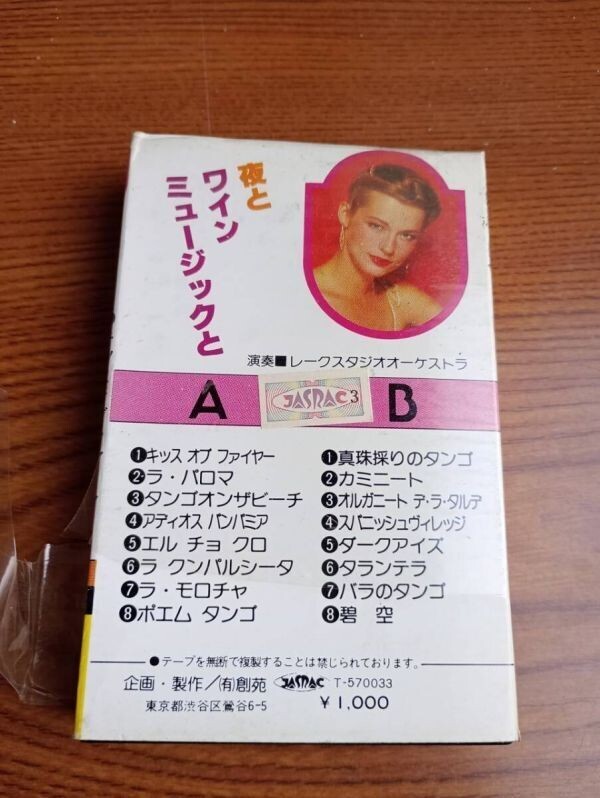 夜と
ワイン
ミュージックと
演奏■レークスタジオオーケストラ
A JASRAC 3 B
❶キッス オブ ファイヤー
❷ラ・パロマ
❸タンゴオンザビーチ
❹アディオス パンパミア
❺エル チョ クロ
❻ラ クンパルシータ
❼ラ・モロチャ
❽ポエム タンゴ
❶真珠採りのタンゴ
❷カミニート
❸オルガニート デ・ラ・タルデ
❹スパニッシュヴィレッジ
❺ダークアイズ
❻タランテラ
❼バラのタンゴ
❽碧 空
●テープを無断で複製することは禁じられております。
企画・製作/(有)創苑 JASRAC T-570033
東京都渋谷区鶯谷6-5 ¥1,000